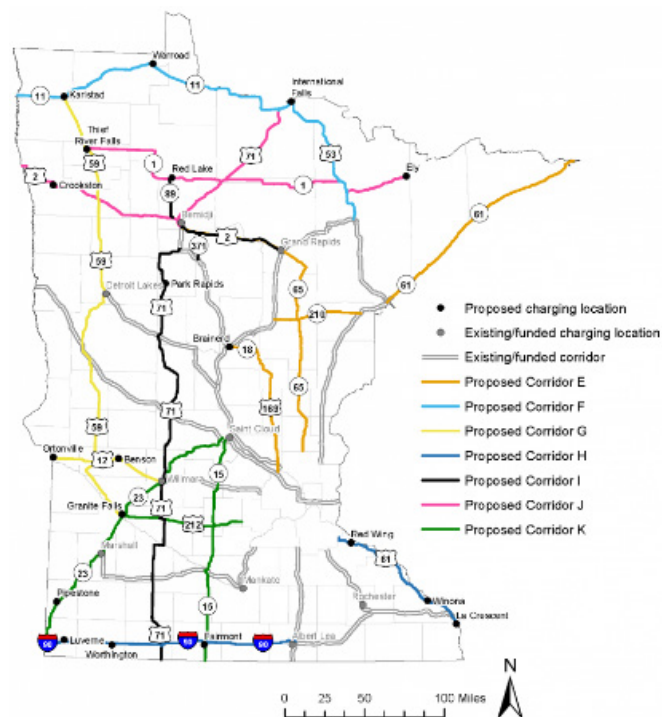 Warroad
11
11
Karlstad
International
Falls
Thief
River Falls
71
53
59
1
Red Lake
Ely
2
1
Crookston
89
61
Bemidji
2
371
Grand Rapids
59
61
Detroit Lakes
Park Rapids
65
71
210
Proposed charging location
Brainerd
18
Existing/funded charging location
Existing/funded corridor
65
Proposed Corridor E
169
71
Proposed Corridor F
59
Saint Cloud
Proposed Corridor G
Ortonville
12
Benson
15
Proposed Corridor H
23
Willmar
Proposed Corridor I
Granite Falls
71
Proposed Corridor J
212
Red Wing
Proposed Corridor K
Marshall
61
23
Mankato
Rochester
Pipestone
15
Winona
La Crescent
90
Luverne
71
90
Fairmont
90
Albert Lea
Worthington
N
0 25 50 100 Miles